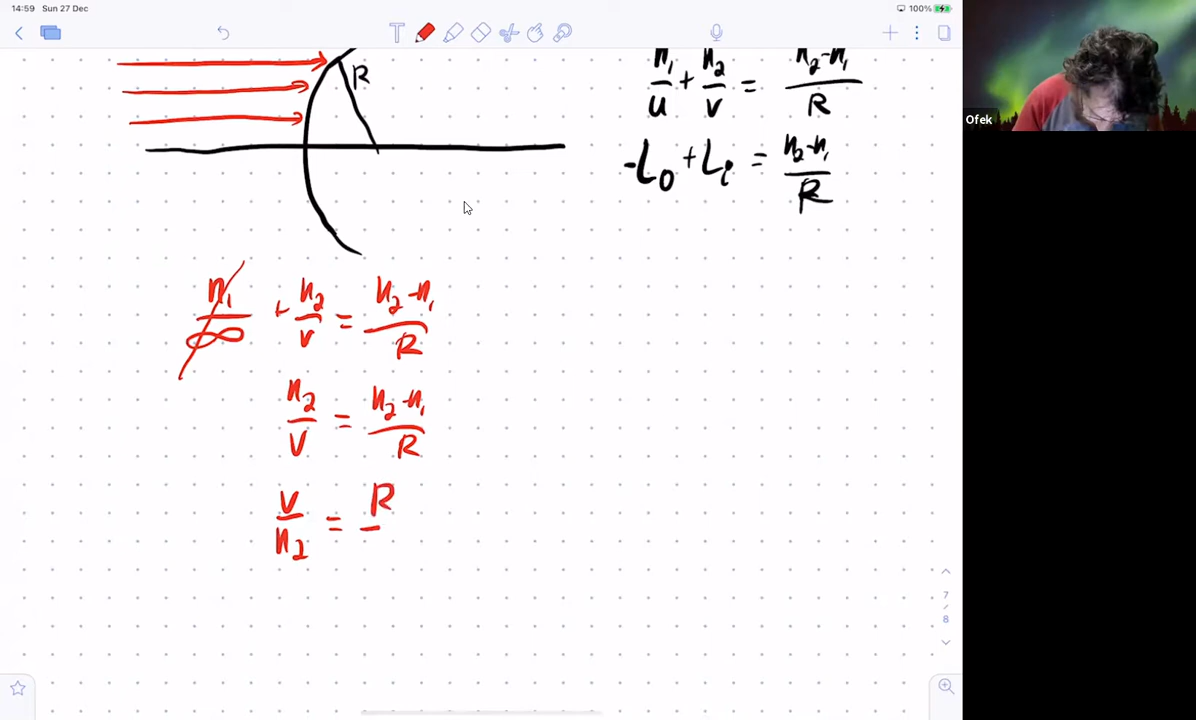 14:59 Sun 27 Dec
100%
T
R
n₁/u + n₂/v = n₂-n₁/R
-L₀ + Lᵢ = n₂-n₁/R
Ofek
n₁/∞ + n₂/v = n₂-n₁/R
n₂/v = n₂-n₁/R
v/n₂ = R
7
/
8